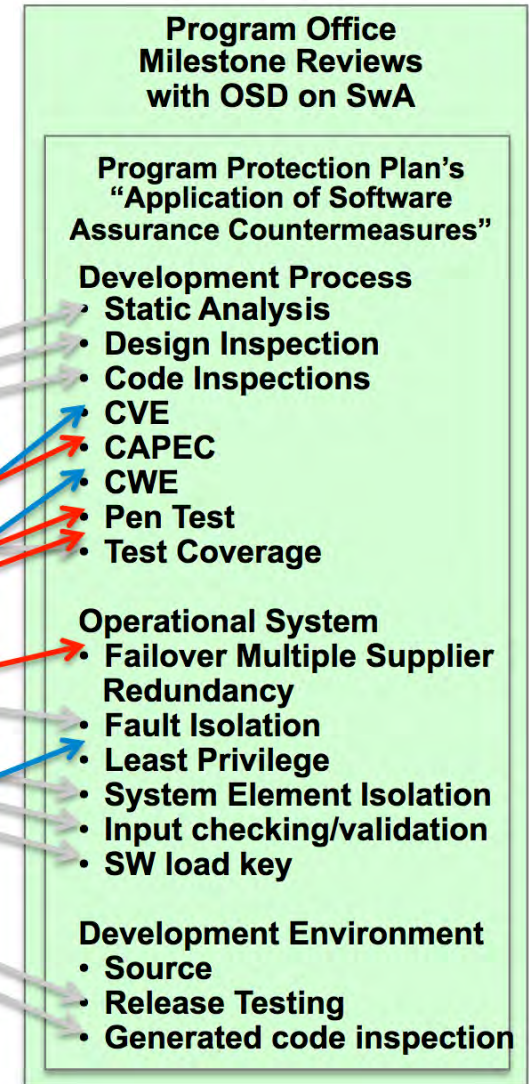 Program Office
Milestone Reviews
with OSD on SwA
Program Protection Plan's
“Application of Software
Assurance Countermeasures”
Development Process
• Static Analysis
• Design Inspection
• Code Inspections
• CVE
• CAPEC
• CWE
• Pen Test
• Test Coverage
Operational System
• Failover Multiple Supplier
Redundancy
• Fault Isolation
• Least Privilege
• System Element Isolation
• Input checking/validation
• SW load key
Development Environment
• Source
• Release Testing
• Generated code inspection